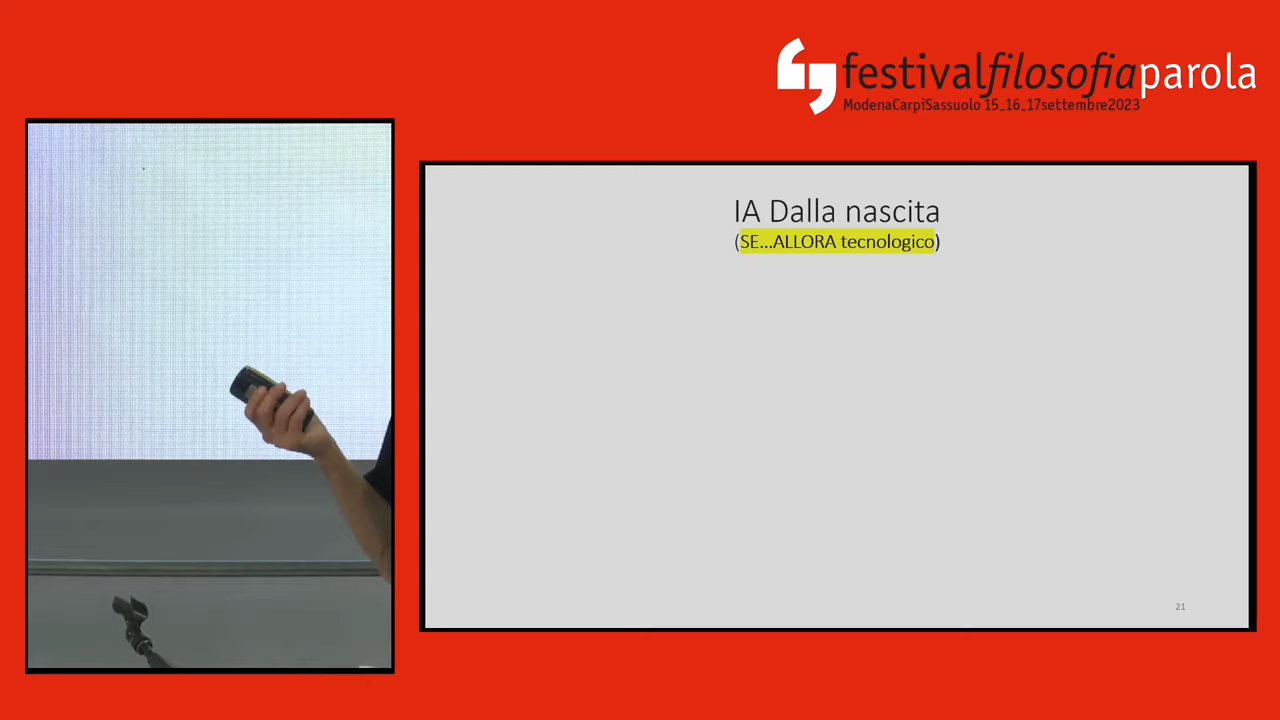 festivalfilosofiaparola
ModenaCarpiSassuolo 15_16_17settembre2023
IA Dalla nascita
(SE...ALLORA tecnologico)
21